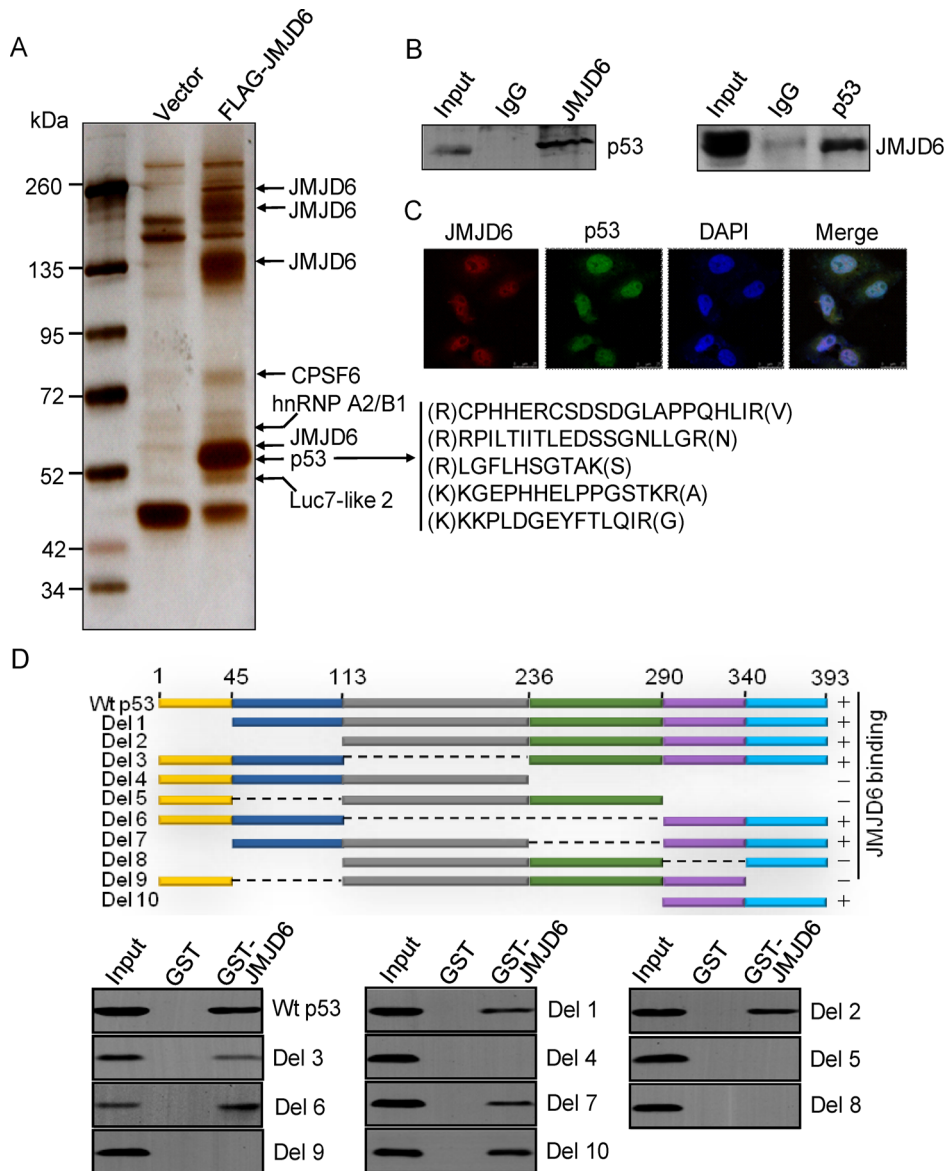 A
Vector
FLAG-JMJD6
kDa
260
135
95
72
52
42
34
JMJD6
JMJD6
JMJD6
CPSF6
hnRNP A2/B1
JMJD6
p53
Luc7-like 2
(R)CPHHERCSDSDGLAPPQHLIR(V)
(R)RPILTIITLEDSSGNLLGR(N)
(R)LGFLHSGTAK(S)
(K)KGEPHHELPPGSTKR(A)
(K)KKPLDGEYFTLQIR(G)
B
Input IgG JMJD6
p53
Input IgG p53
JMJD6
C
JMJD6 p53 DAPI Merge
D
1 45 113 236 290 340 393
Wt p53 +
Del 1 +
Del 2 +
Del 3 +
Del 4 −
Del 5 −
Del 6 +
Del 7 +
Del 8 −
Del 9 −
Del 10 +
JMJD6 binding
Input GST GST-JMJD6
Wt p53
Del 3
Del 6
Del 9
Input GST GST-JMJD6
Del 1
Del 4
Del 7
Del 10
Input GST GST-JMJD6
Del 2
Del 5
Del 8